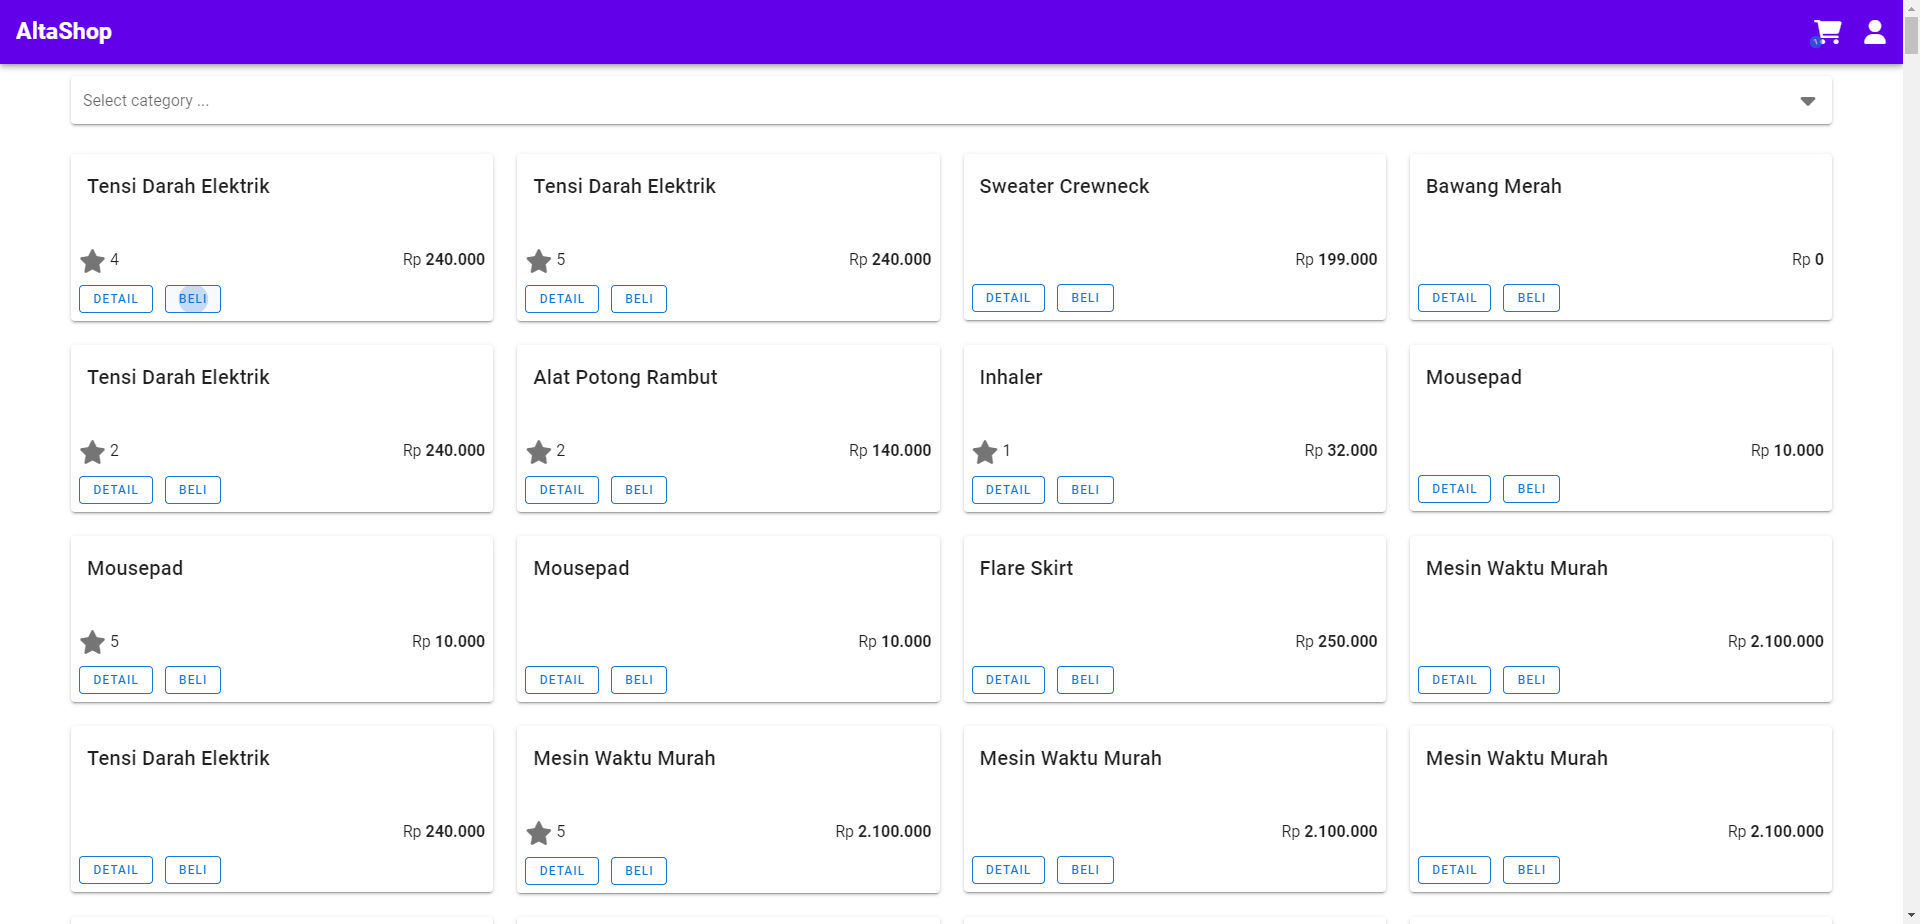 AltaShop
Select category ...
Tensi Darah Elektrik
4
Rp 240.000
DETAIL
BELI
Tensi Darah Elektrik
5
Rp 240.000
DETAIL
BELI
Sweater Crewneck
Rp 199.000
DETAIL
BELI
Bawang Merah
Rp 0
DETAIL
BELI
Tensi Darah Elektrik
2
Rp 240.000
DETAIL
BELI
Alat Potong Rambut
2
Rp 140.000
DETAIL
BELI
Inhaler
1
Rp 32.000
DETAIL
BELI
Mousepad
Rp 10.000
DETAIL
BELI
Mousepad
5
Rp 10.000
DETAIL
BELI
Mousepad
Rp 10.000
DETAIL
BELI
Flare Skirt
Rp 250.000
DETAIL
BELI
Mesin Waktu Murah
Rp 2.100.000
DETAIL
BELI
Tensi Darah Elektrik
Rp 240.000
DETAIL
BELI
Mesin Waktu Murah
5
Rp 2.100.000
DETAIL
BELI
Mesin Waktu Murah
Rp 2.100.000
DETAIL
BELI
Mesin Waktu Murah
Rp 2.100.000
DETAIL
BELI